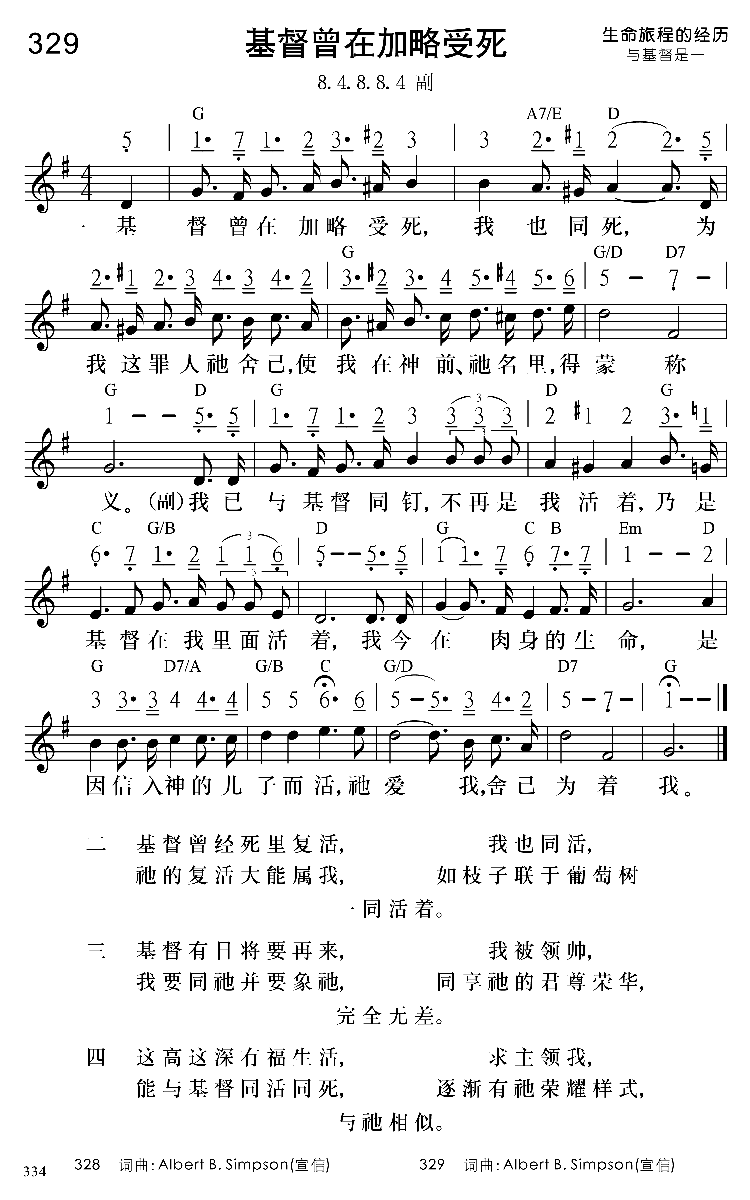 329 基督曾在加略受死 生命旅程的经历
与基督是一
8.4.8.8.4 副
G A7/E D
5 | 1· 7 1· 2 3· #2 3 | 3 2· #1 2 2· 5
4/4
一 基 督 曾 在 加 略 受 死, 我 也 同 死, 为
G G/D D7
2· #1 2· 3 4· 3 4· 2 | 3· #2 3· 4 5· #4 5· 6 | 5 – 7 –
我 这 罪 人 祂 舍 己,使 我 在 神 前、祂 名 里,得 蒙 称
G D G D G
1 – – 5· 5 | 1· 7 1· 2 3 3 3 3 | 2 #1 2 3· ♮1
义。(副)我 已 与 基 督 同 钉, 不 再 是 我 活 着, 乃 是
C G/B D G C B Em D
6· 7 1· 2 1 1 6 | 5 – – 5· 5 | 1 1· 7 6 7· 7 | 1 – – 2
基 督 在 我 里 面 活 着, 我 今 在 肉 身 的 生 命, 是
G D7/A G/B C G/D D7 G
3 3· 3 4 4· 4 | 5 5 6· 6 | 5 – 5· 3 4· 2 | 5 – 7 – | 1 – –
因 信 入 神 的 儿 子 而 活,祂 爱 我,舍 己 为 着 我。
二 基督曾经死里复活, 我也同活,
祂的复活大能属我, 如枝子联于葡萄树
一同活着。
三 基督有日将要再来, 我被领帅,
我要同祂并要象祂, 同享祂的君尊荣华,
完全无差。
四 这高这深有福生活, 求主领我,
能与基督同活同死, 逐渐有祂荣耀样式,
与祂相似。
334 328 词曲: Albert B. Simpson(宣信) 329 词曲: Albert B. Simpson(宣信)